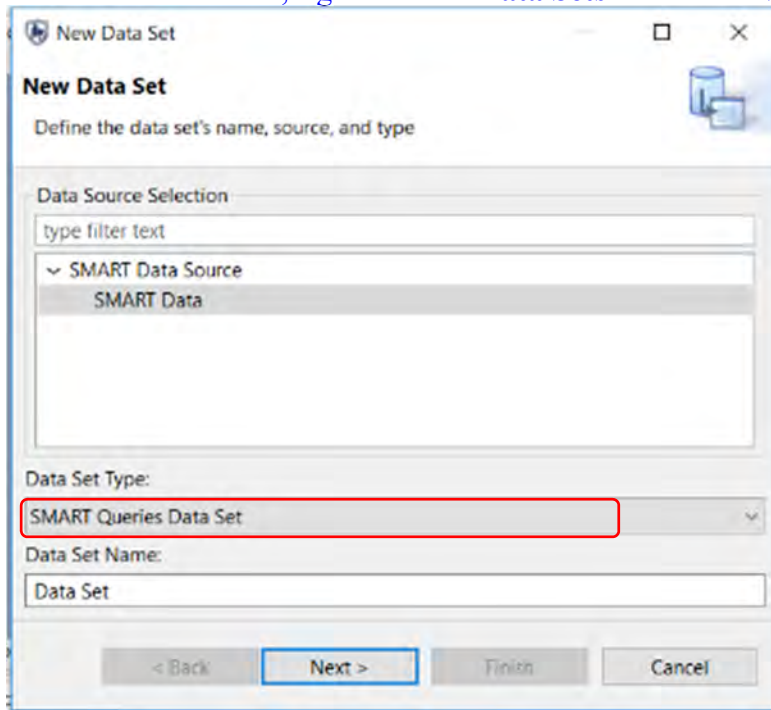 New Data Set
New Data Set
Define the data set's name, source, and type
Data Source Selection
type filter text
SMART Data Source
SMART Data
Data Set Type:
SMART Queries Data Set
Data Set Name:
Data Set
< Back Next > Finish Cancel